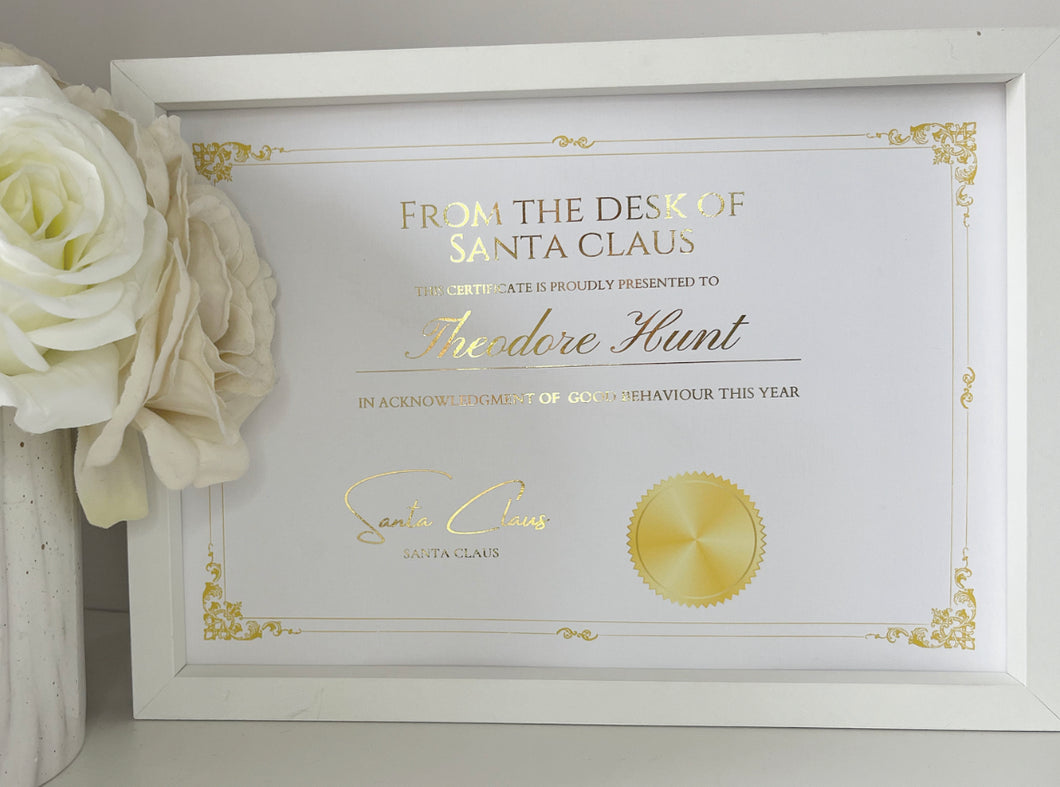 FROM THE DESK OF
SANTA CLAUS
THIS CERTIFICATE IS PROUDLY PRESENTED TO
Theodore Hunt
IN ACKNOWLEDGMENT OF GOOD BEHAVIOUR THIS YEAR
Santa Claus
SANTA CLAUS